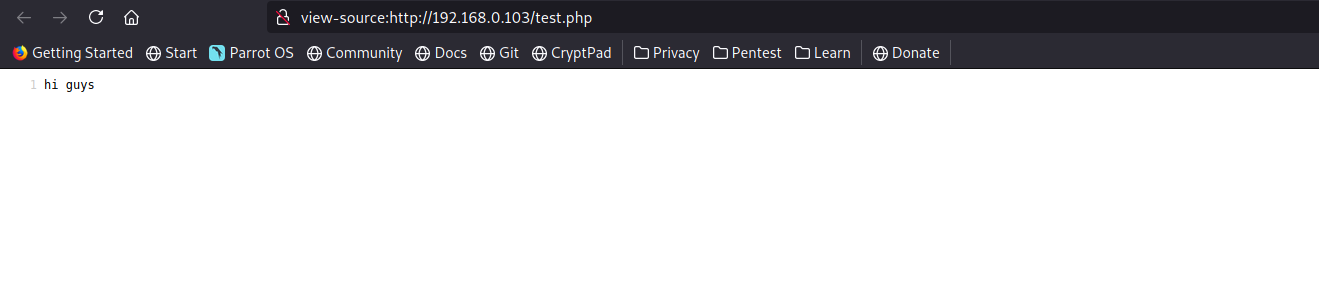 view-source:http://192.168.0.103/test.php
Getting Started Start Parrot OS Community Docs Git CryptPad Privacy Pentest Learn Donate
1 hi guys